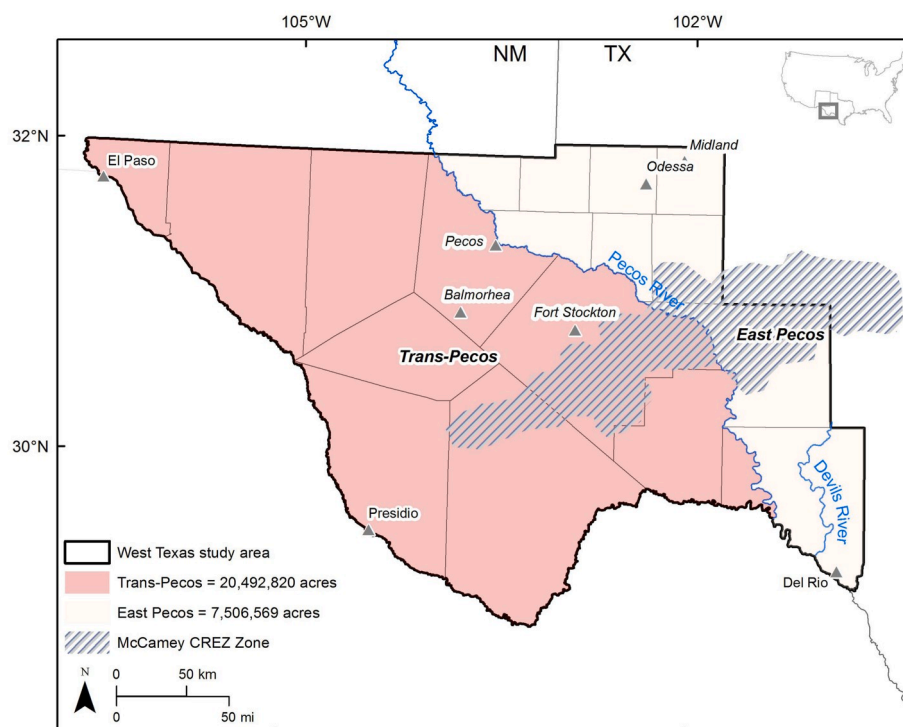 105°W
102°W
NM
TX
32°N
El Paso
Midland
Odessa
Pecos
Pecos River
Balmorhea
Fort Stockton
East Pecos
Trans-Pecos
30°N
Devils River
Presidio
Del Rio
West Texas study area
Trans-Pecos = 20,492,820 acres
East Pecos = 7,506,569 acres
McCamey CREZ Zone
N
0 50 km
0 50 mi